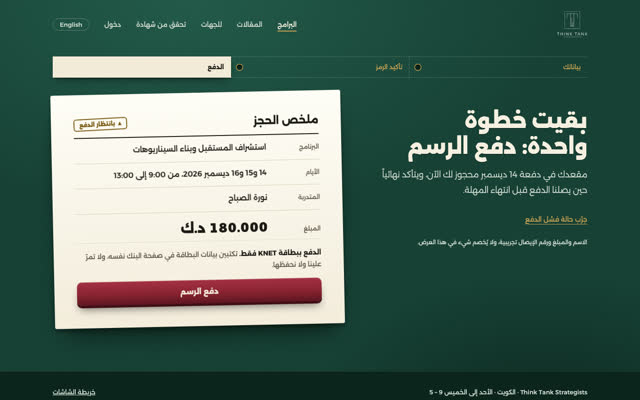 THINK TANK
البرامج
المقالات
للجهات
تحقق من شهادة
دخول
English
بياناتك
تأكيد الرمز
الدفع
بقيت خطوة
واحدة: دفع الرسم
مقعدك في دفعة 14 ديسمبر محجوز لك الآن، ويتأكد نهائياً
حين يصلنا الدفع قبل انتهاء المهلة.
جرّب حالة فشل الدفع
الاسم والمبلغ ورقم الإيصال تجريبية، ولا يُخصم شيء في هذا العرض.
ملخص الحجز
▲ بانتظار الدفع
البرنامج استشراف المستقبل وبناء السيناريوهات
الأيام 14 و15 و16 ديسمبر 2026، من 9:00 إلى 13:00
المتدربة نورة الصباح
المبلغ 180.000 د.ك
الدفع ببطاقة KNET فقط. تكتبين بيانات البطاقة في صفحة البنك نفسه، ولا تمرّ
علينا ولا نحفظها.
دفع الرسم
Think Tank Strategists · الكويت · الأحد إلى الخميس 9 – 5
خريطة الشاشات